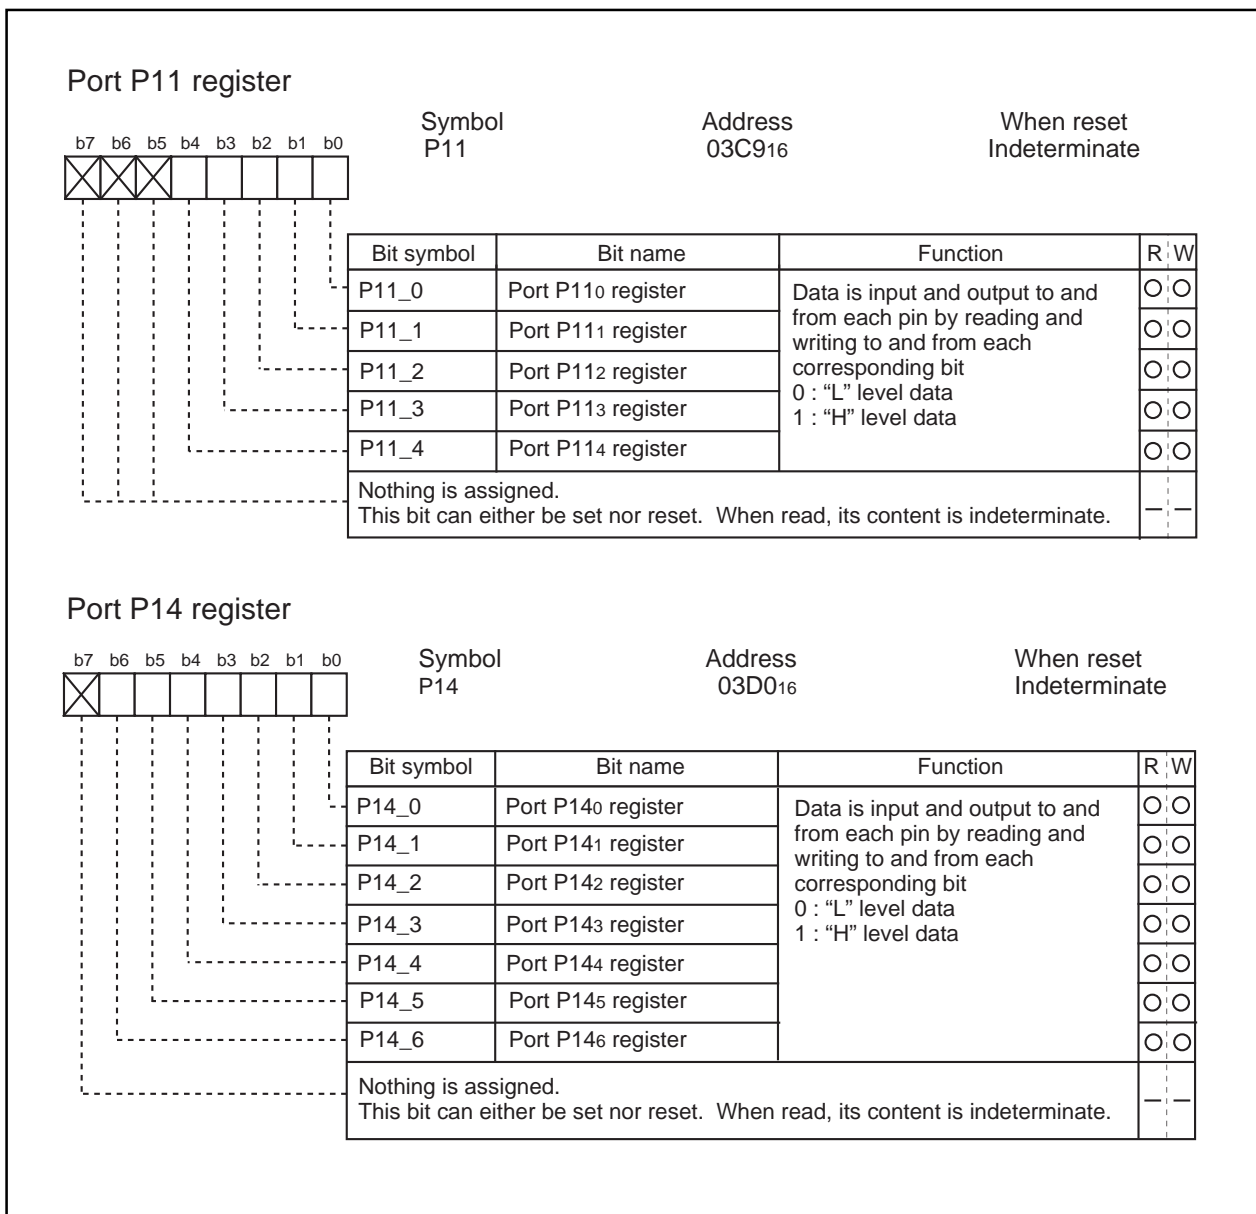 Port P11 register
Symbol Address When reset
b7 b6 b5 b4 b3 b2 b1 b0 P11 03C916 Indeterminate
Bit symbol Bit name Function R W
P11_0 Port P110 register Data is input and output to and
from each pin by reading and
P11_1 Port P111 register writing to and from each
P11_2 Port P112 register corresponding bit
0 : “L” level data
P11_3 Port P113 register 1 : “H” level data
P11_4 Port P114 register
Nothing is assigned.
This bit can either be set nor reset. When read, its content is indeterminate. – –
Port P14 register
b7 b6 b5 b4 b3 b2 b1 b0 Symbol Address When reset
P14 03D016 Indeterminate
Bit symbol Bit name Function R W
P14_0 Port P140 register Data is input and output to and
from each pin by reading and
P14_1 Port P141 register writing to and from each
P14_2 Port P142 register corresponding bit
0 : “L” level data
P14_3 Port P143 register 1 : “H” level data
P14_4 Port P144 register
P14_5 Port P145 register
P14_6 Port P146 register
Nothing is assigned.
This bit can either be set nor reset. When read, its content is indeterminate. – –